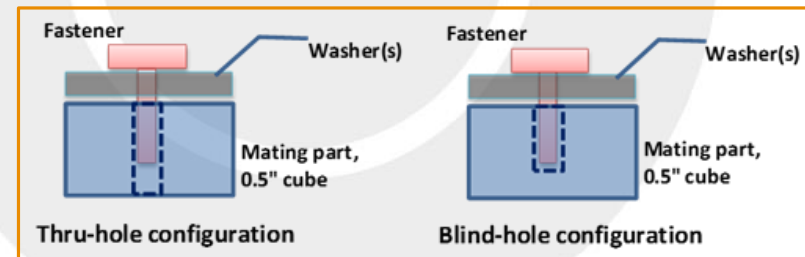 Fastener
Washer(s)
Mating part,
0.5" cube
Thru-hole configuration
Fastener
Washer(s)
Mating part,
0.5" cube
Blind-hole configuration